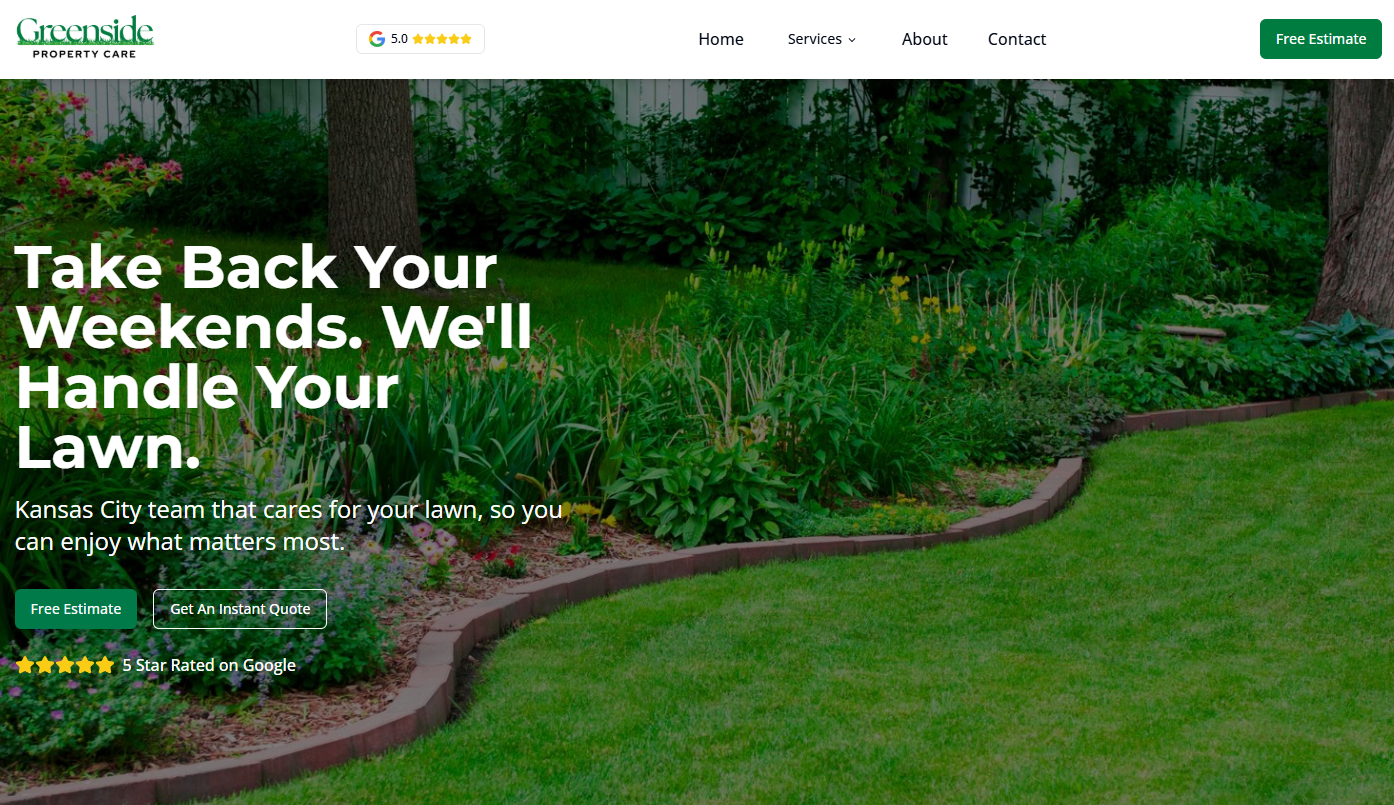 Greenside
PROPERTY CARE
5.0
Home
Services
About
Contact
Free Estimate
Take Back Your
Weekends. We'll
Handle Your
Lawn.
Kansas City team that cares for your lawn, so you
can enjoy what matters most.
Free Estimate
Get An Instant Quote
5 Star Rated on Google